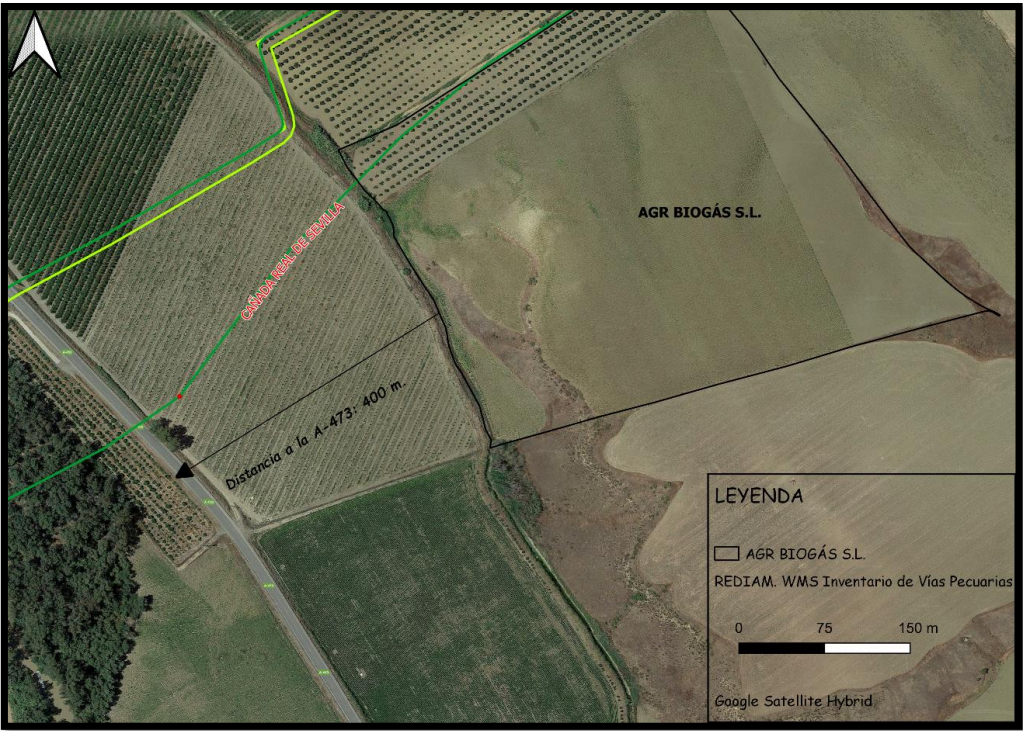 AGR BIOGÁS S.L.
CAÑADA REAL DE SEVILLA
Distancia a la A-473: 400 m.
LEYENDA
AGR BIOGÁS S.L.
REDIAM. WMS Inventario de Vías Pecuarias
0 75 150 m
Google Satellite Hybrid